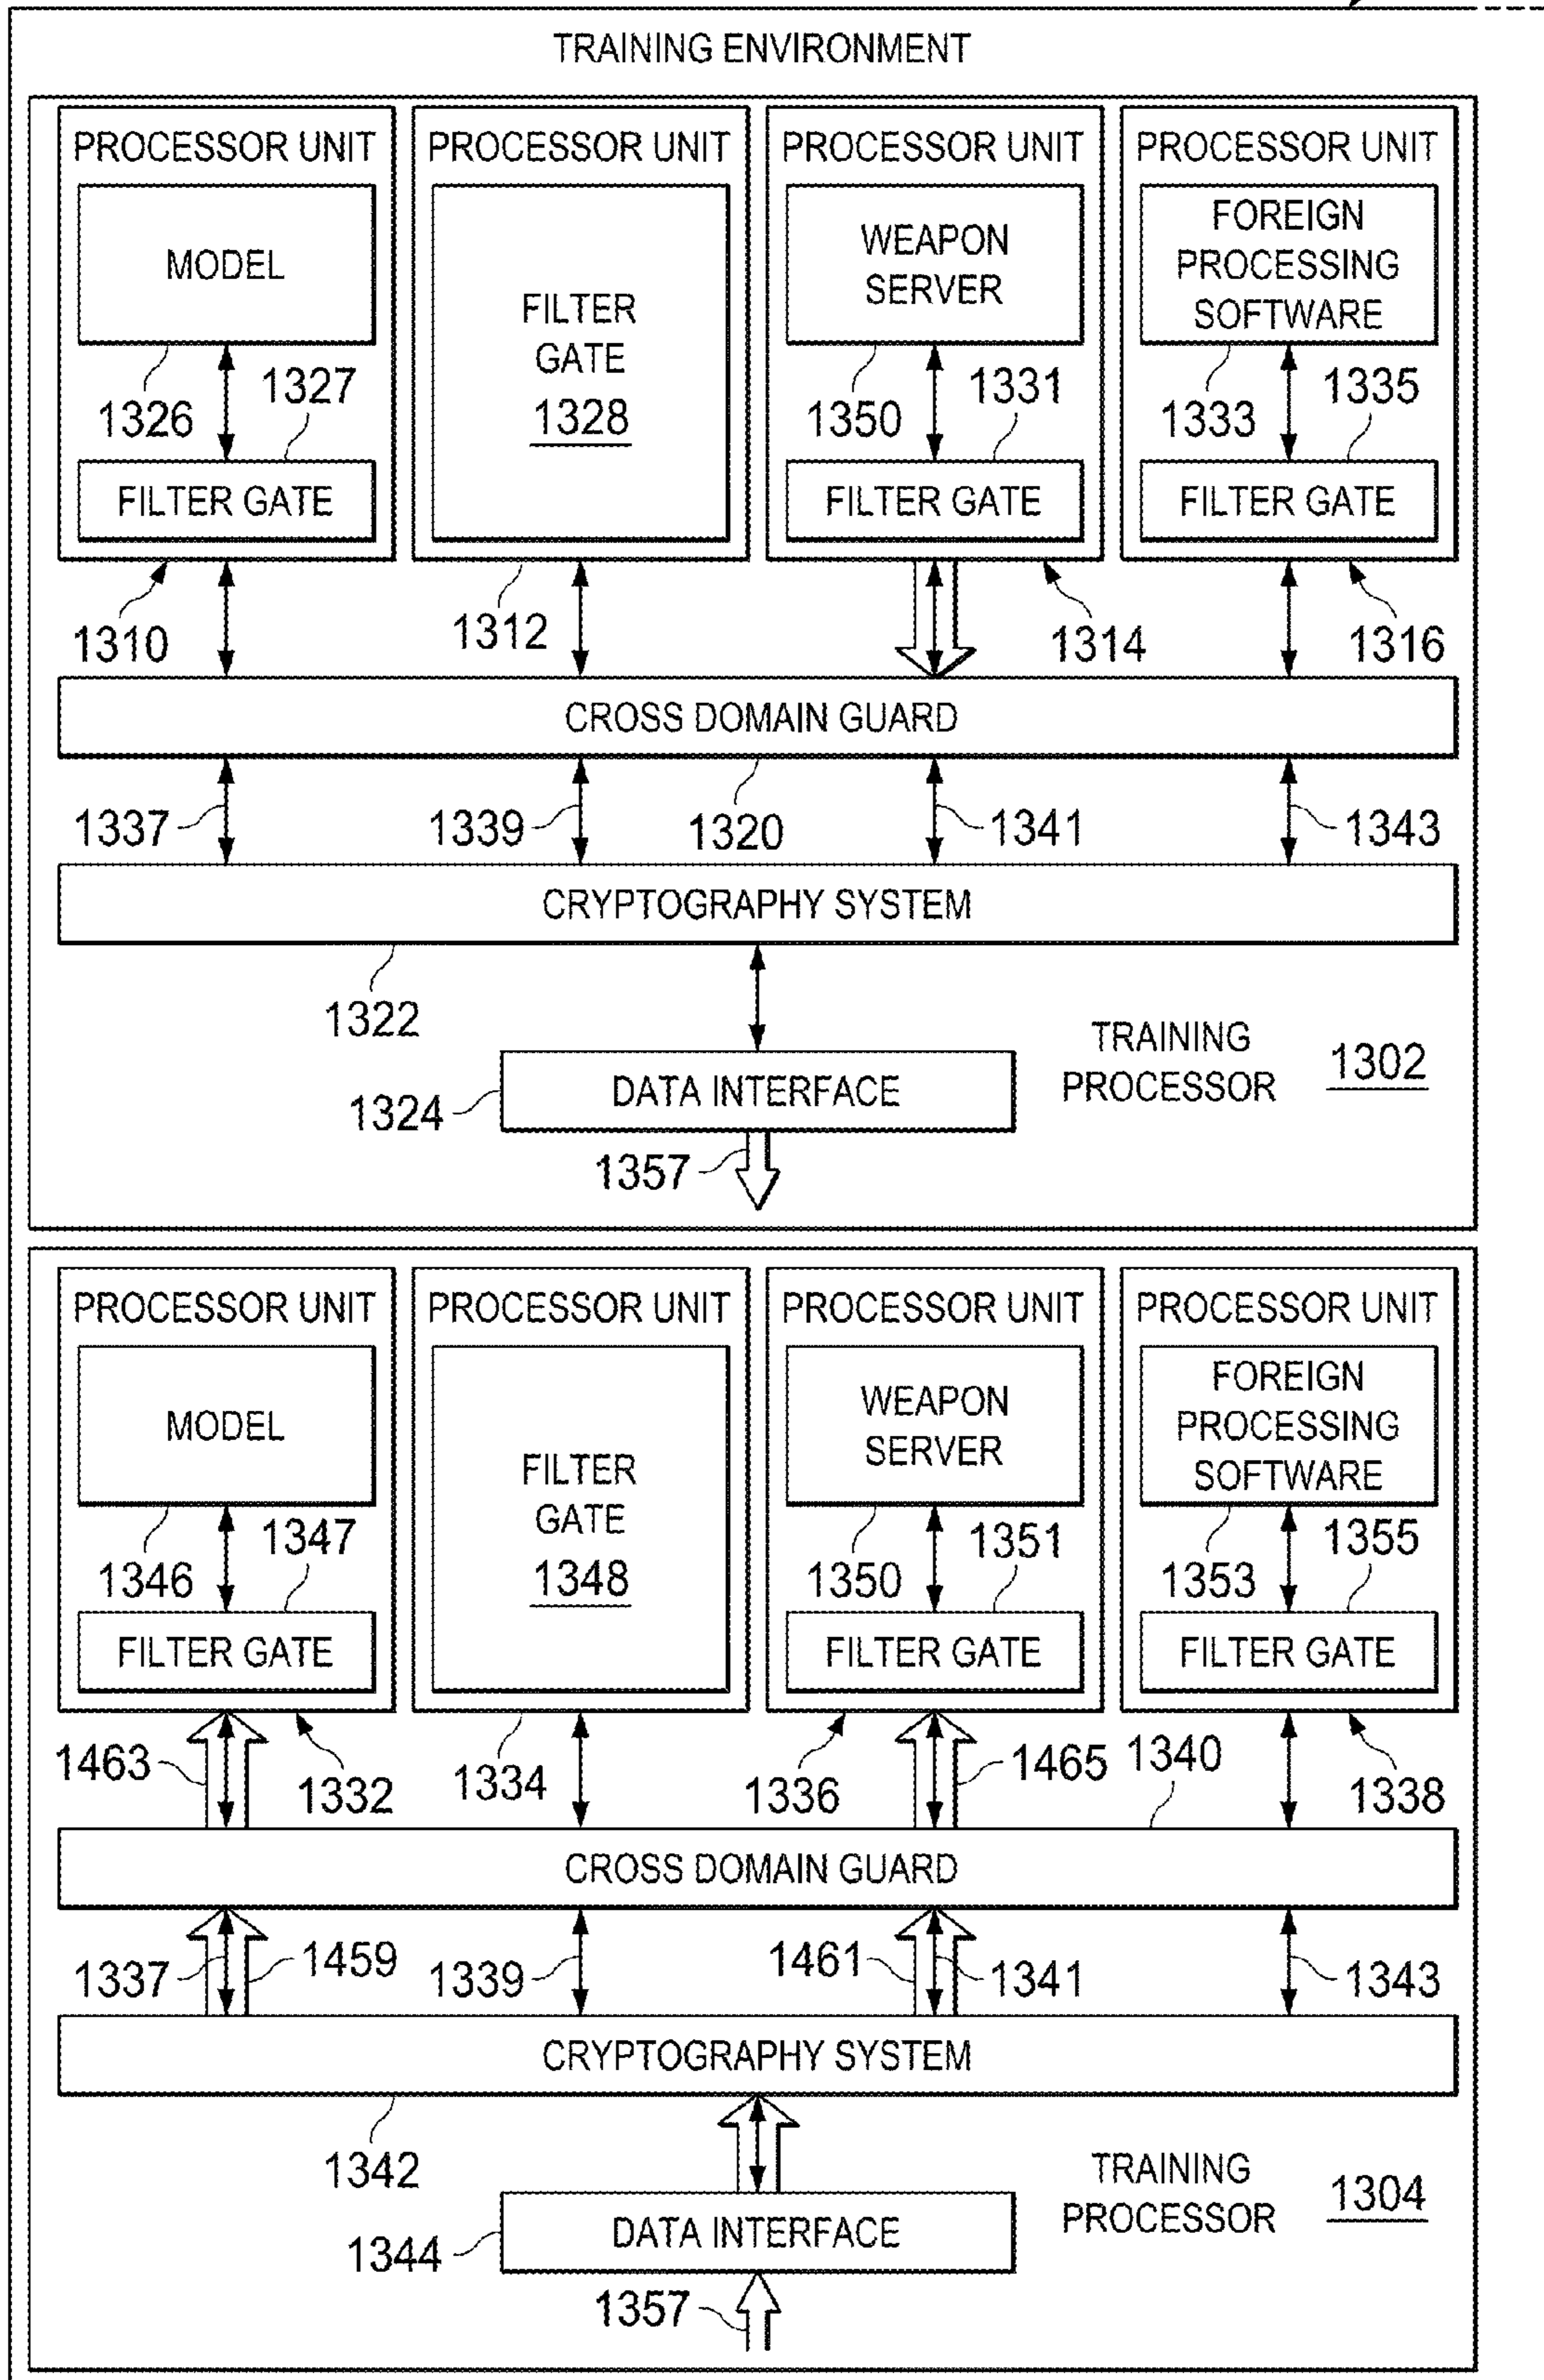 TRAINING ENVIRONMENT
PROCESSOR UNIT PROCESSOR UNIT PROCESSOR UNIT PROCESSOR UNIT
MODEL
FILTER
GATE
1328
WEAPON
SERVER
FOREIGN
PROCESSING
SOFTWARE
1326 1327 1350 1331 1333 1335
FILTER GATE FILTER GATE FILTER GATE
1310 1312 1314 1316
CROSS DOMAIN GUARD
1337 1339 1320 1341 1343
CRYPTOGRAPHY SYSTEM
1322
TRAINING
PROCESSOR 1302
1324 DATA INTERFACE
1357
PROCESSOR UNIT PROCESSOR UNIT PROCESSOR UNIT PROCESSOR UNIT
MODEL
FILTER
GATE
1348
WEAPON
SERVER
FOREIGN
PROCESSING
SOFTWARE
1346 1347 1350 1351 1353 1355
FILTER GATE FILTER GATE FILTER GATE
1463 1332 1334 1336 1465 1340 1338
CROSS DOMAIN GUARD
1337 1459 1339 1461 1341 1343
CRYPTOGRAPHY SYSTEM
1342
TRAINING
PROCESSOR 1304
1344 DATA INTERFACE
1357